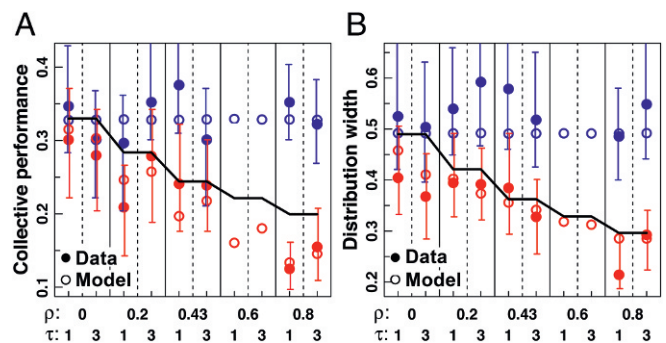 A
B
Collective performance
0.4
0.3
0.2
0.1
Data
Model
Distribution width
0.6
0.5
0.4
0.3
0.2
Data
Model
ρ: 0 0.2 0.43 0.6 0.8 0 0.2 0.43 0.6 0.8
τ: 1 3 1 3 1 3 1 3 1 3 1 3 1 3 1 3 1 3 1 3